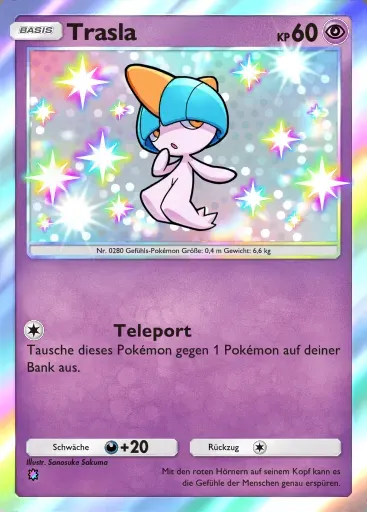 BASIS
Trasla
KP 60
Nr. 0280 Gefühls-Pokémon Größe: 0,4 m Gewicht: 6,6 kg
Teleport
Tausche dieses Pokémon gegen 1 Pokémon auf deiner
Bank aus.
Schwäche +20 Rückzug
Illustr. Sanosuke Sakuma
Mit den roten Hörnern auf seinem Kopf kann es
die Gefühle der Menschen genau erspüren.